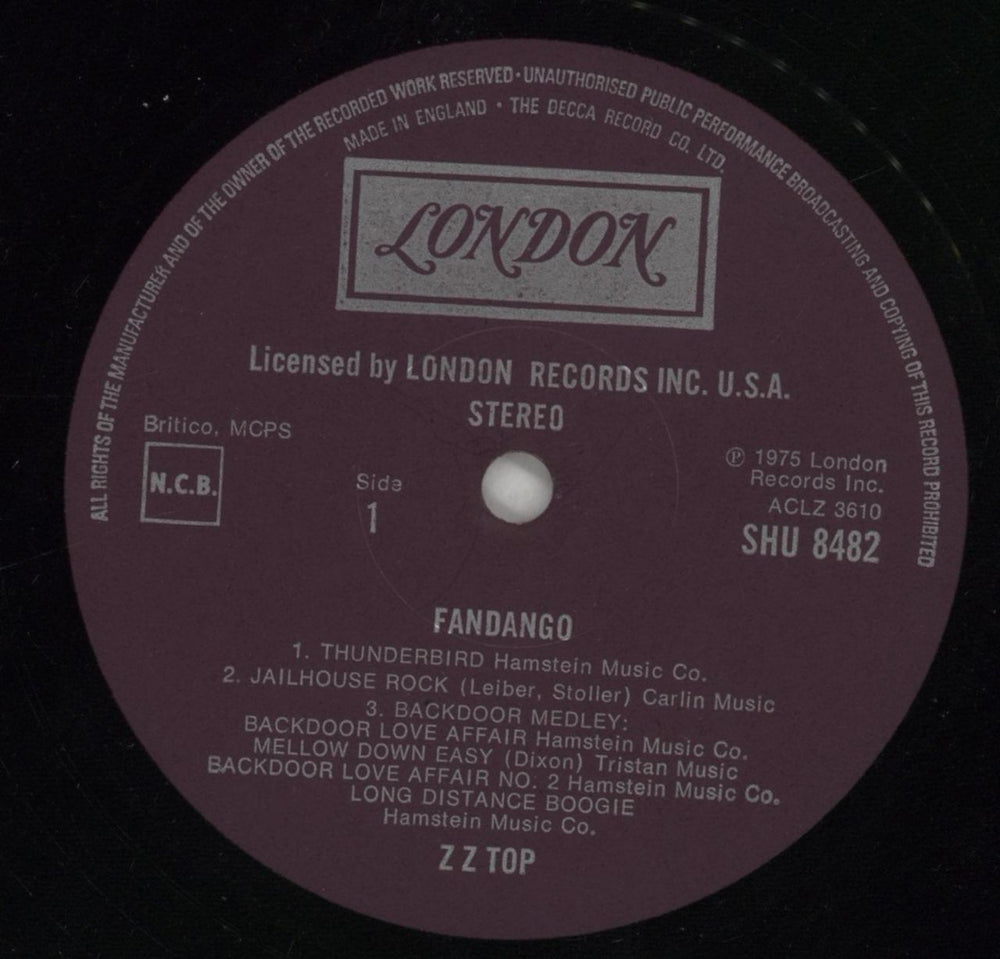 ALL RIGHTS OF THE MANUFACTURER AND OF THE OWNER OF THE RECORDED WORK RESERVED · UNAUTHORISED PUBLIC PERFORMANCE BROADCASTING AND COPYING OF THIS RECORD PROHIBITED
MADE IN ENGLAND · THE DECCA RECORD CO. LTD.
LONDON
Licensed by LONDON RECORDS INC. U.S.A.
STEREO
Britico, MCPS
N.C.B.
Side
1
℗ 1975 London
Records Inc.
ACLZ 3610
SHU 8482
FANDANGO
1. THUNDERBIRD Hamstein Music Co.
2. JAILHOUSE ROCK (Leiber, Stoller) Carlin Music
3. BACKDOOR MEDLEY:
BACKDOOR LOVE AFFAIR Hamstein Music Co.
MELLOW DOWN EASY (Dixon) Tristan Music
BACKDOOR LOVE AFFAIR NO. 2 Hamstein Music Co.
LONG DISTANCE BOOGIE
Hamstein Music Co.
Z Z TOP